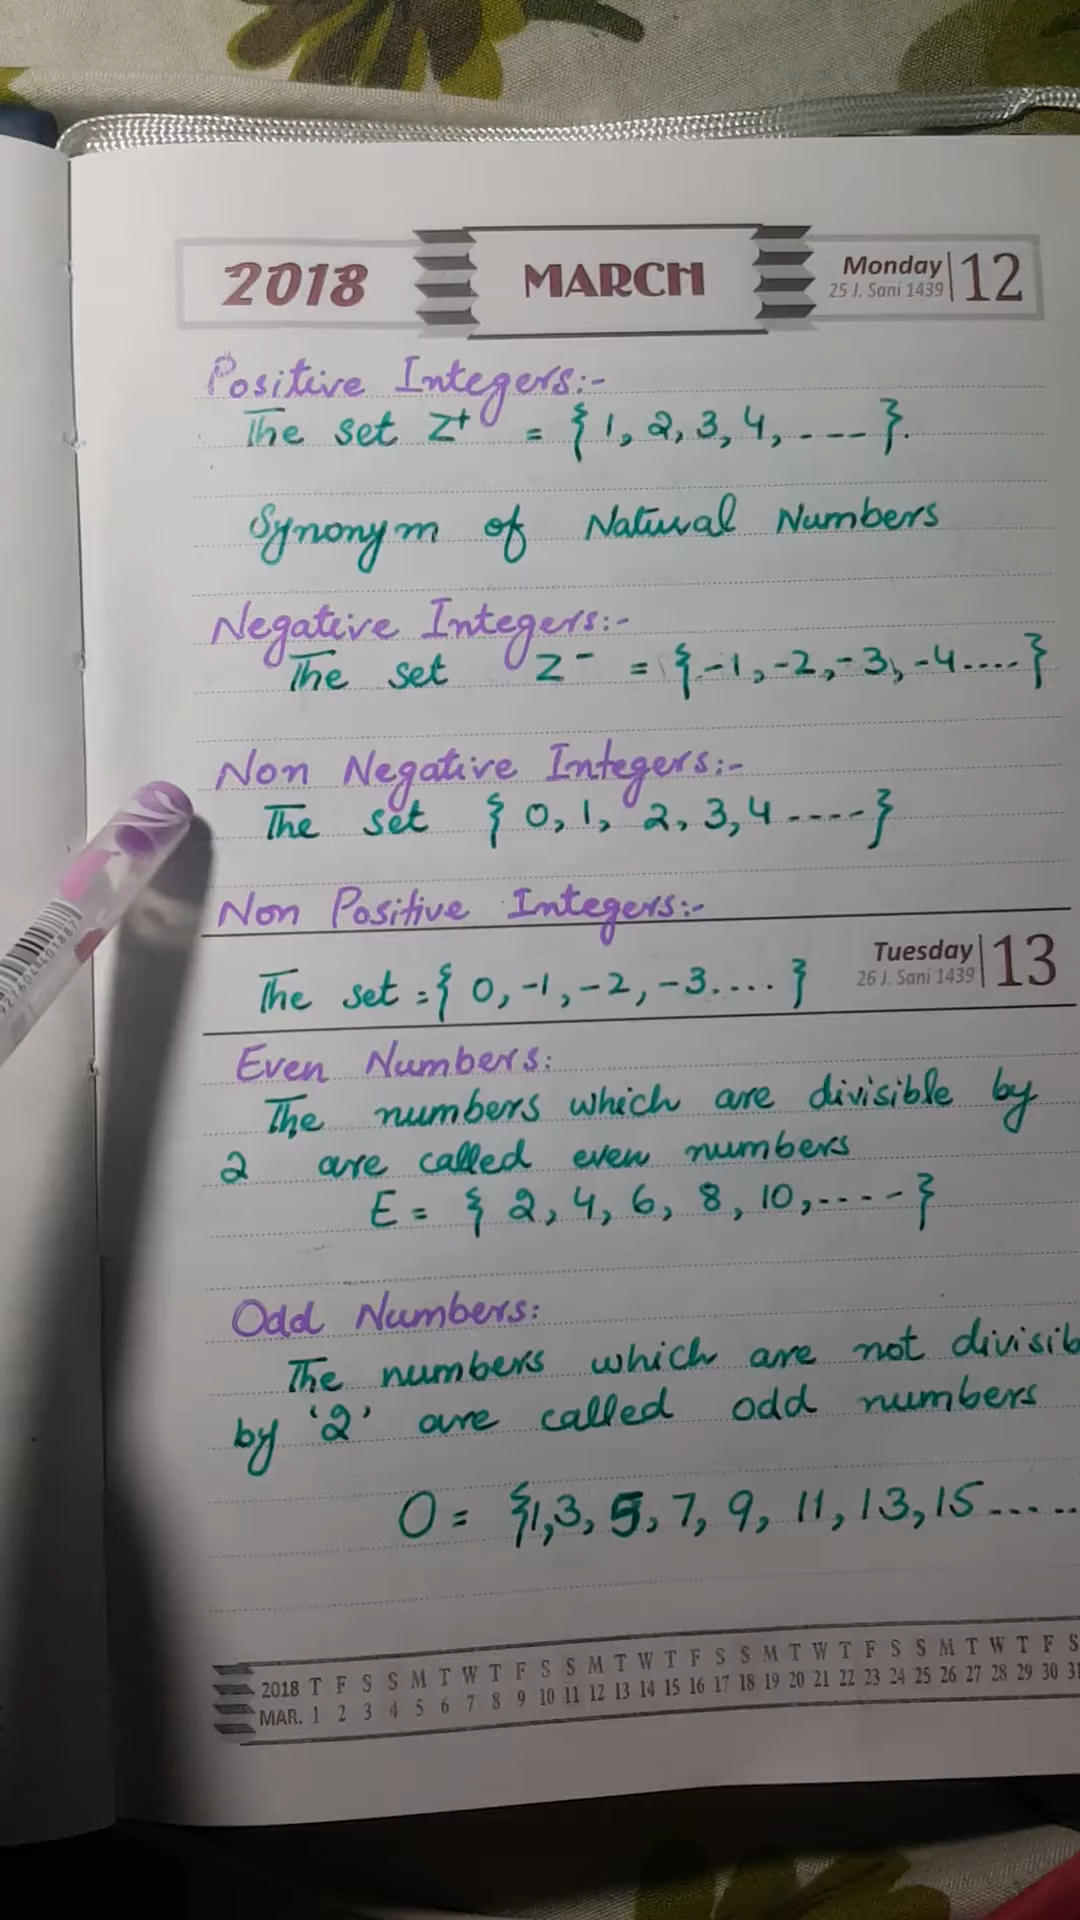 2018 MARCH Monday 12
25 J. Sani 1439
Positive Integers:-
The set Z+ = {1, 2, 3, 4, ----}.
Synonym of Natural Numbers
Negative Integers:-
The set Z- = {-1, -2, -3, -4....}
Non Negative Integers:-
The set { 0, 1, 2, 3, 4 ----}
Non Positive Integers:-
Tuesday 13
26 J. Sani 1439
The set = { 0, -1, -2, -3.... }
Even Numbers:
The numbers which are divisible by
2 are called even numbers
E = { 2, 4, 6, 8, 10, ---- }
Odd Numbers:
The numbers which are not divisib
by '2' are called odd numbers
O = {1, 3, 5, 7, 9, 11, 13, 15 .....
2018 T F S S M T W T F S S M T W T F S S M T W T F S S M T W T F S
MAR. 1 2 3 4 5 6 7 8 9 10 11 12 13 14 15 16 17 18 19 20 21 22 23 24 25 26 27 28 29 30 31